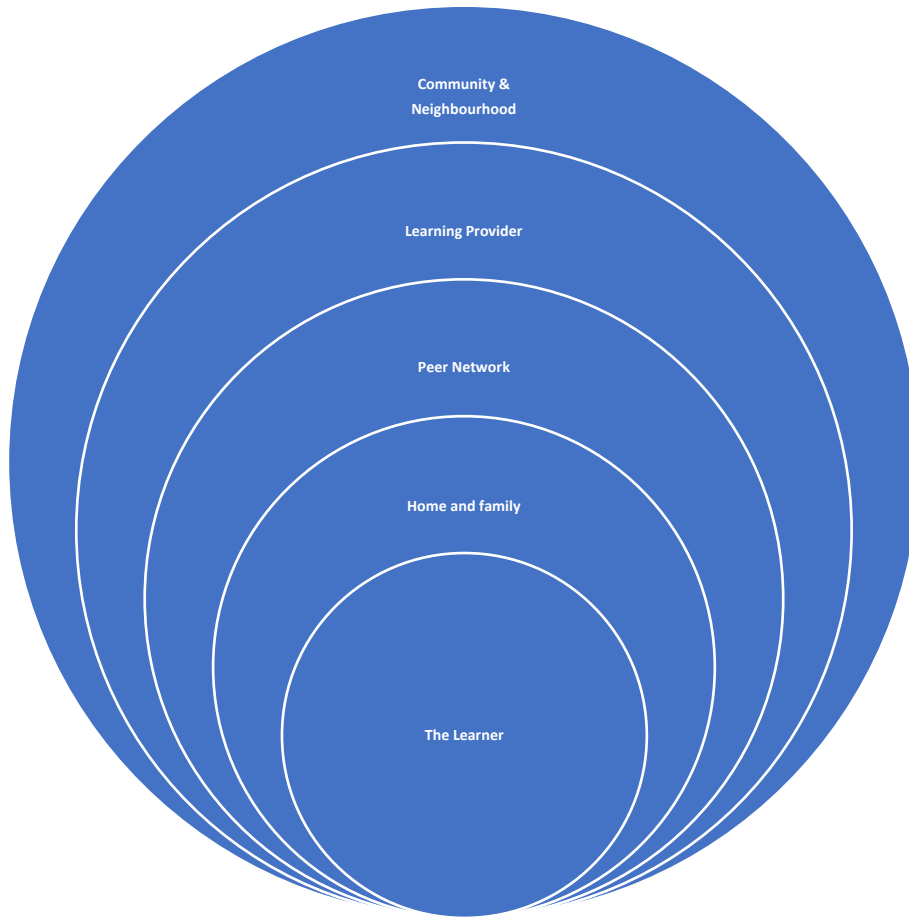 Community &
Neighbourhood
Learning Provider
Peer Network
Home and family
The Learner